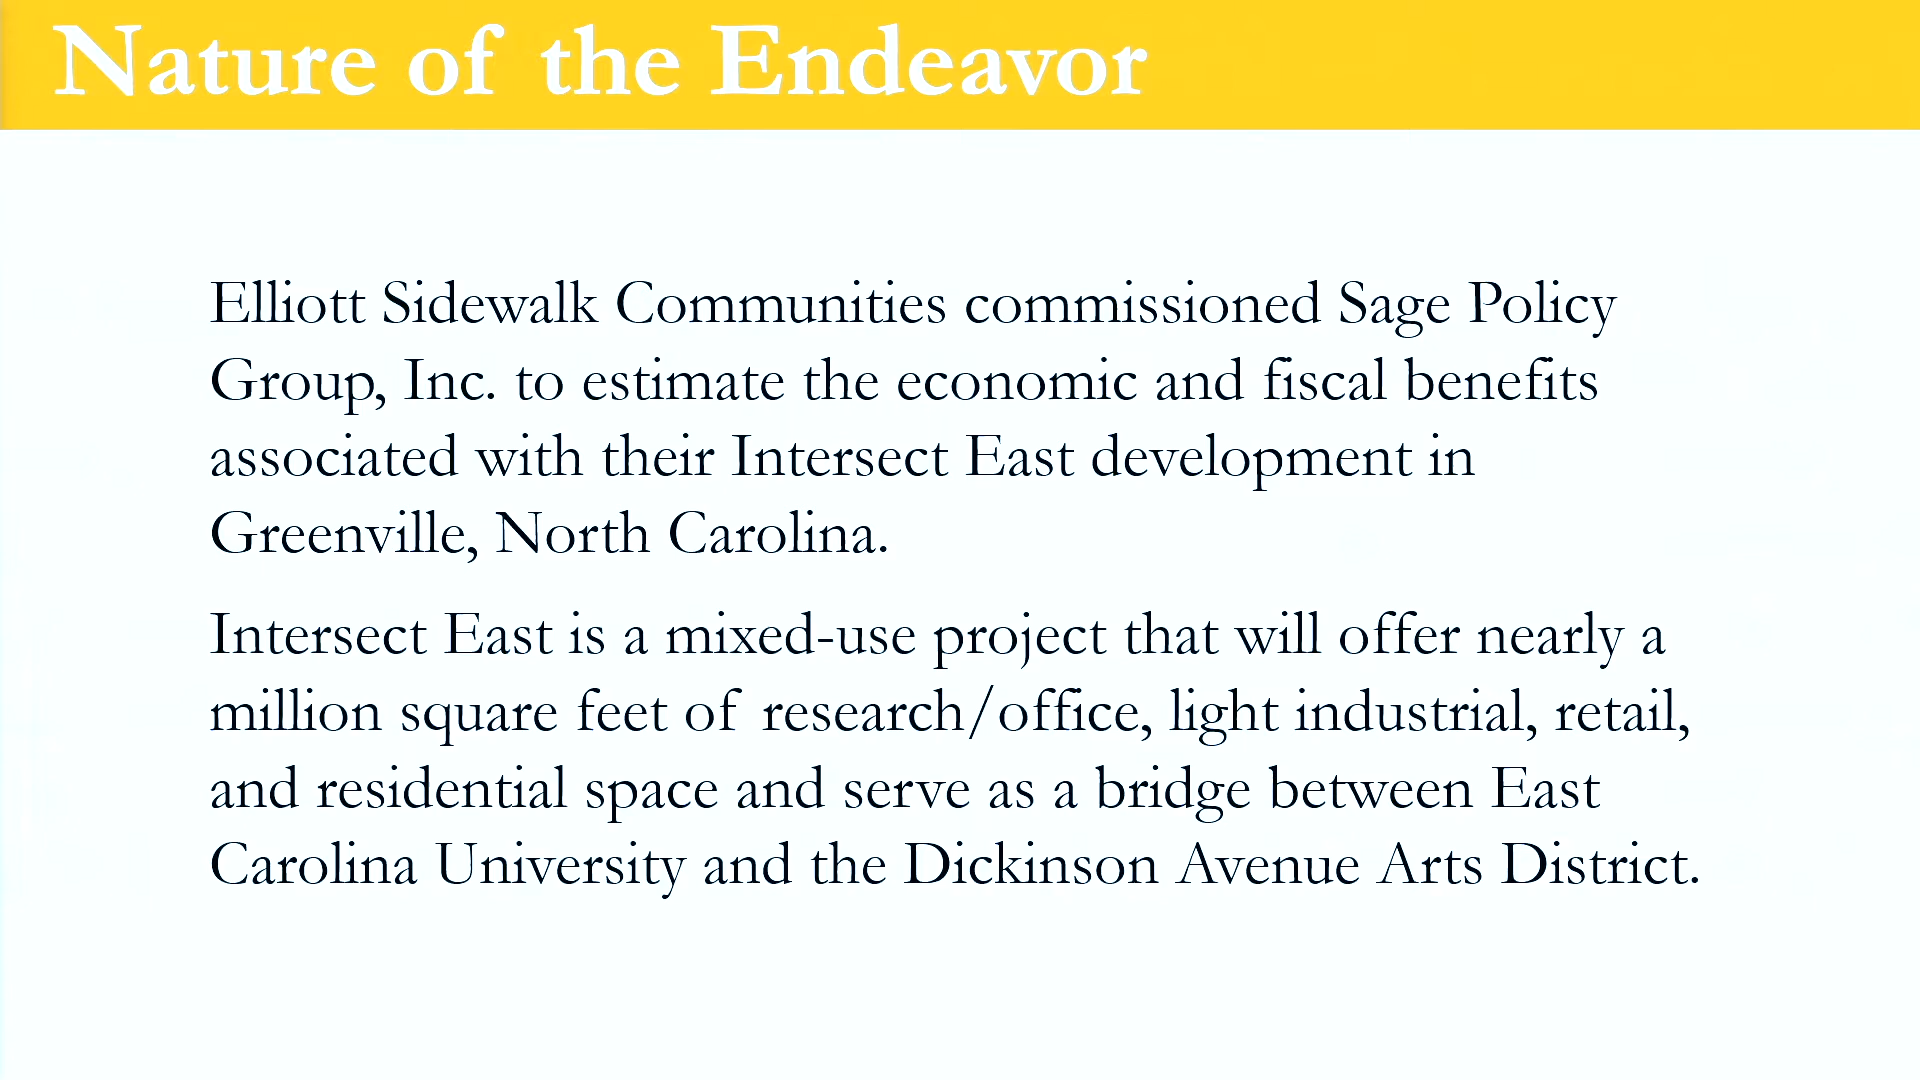 Nature of the Endeavor
Elliott Sidewalk Communities commissioned Sage Policy
Group, Inc. to estimate the economic and fiscal benefits
associated with their Intersect East development in
Greenville, North Carolina.
Intersect East is a mixed-use project that will offer nearly a
million square feet of research/office, light industrial, retail,
and residential space and serve as a bridge between East
Carolina University and the Dickinson Avenue Arts District.